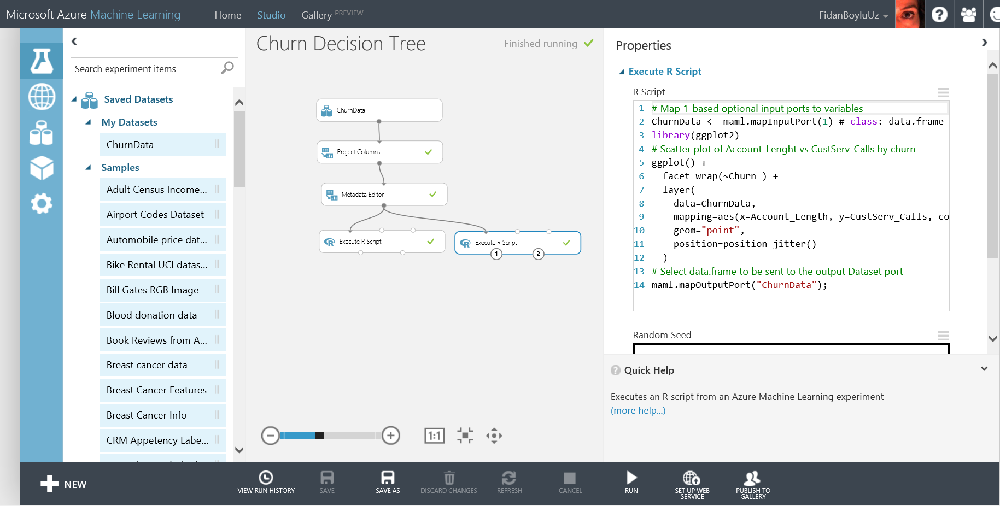 Microsoft Azure Machine Learning
Home
Studio
Gallery PREVIEW
FidanBoyluUz
Search experiment items
Saved Datasets
My Datasets
ChurnData
Samples
Adult Census Income...
Airport Codes Dataset
Automobile price dat...
Bike Rental UCI datas...
Bill Gates RGB Image
Blood donation data
Book Reviews from A...
Breast cancer data
Breast Cancer Features
Breast Cancer Info
CRM Appetency Labe...
Churn Decision Tree
Finished running
ChurnData
Project Columns
Metadata Editor
Execute R Script
Execute R Script
1
2
1:1
Properties
Execute R Script
R Script
1 # Map 1-based optional input ports to variables
2 ChurnData <- maml.mapInputPort(1) # class: data.frame
3 library(ggplot2)
4 # Scatter plot of Account_Lenght vs CustServ_Calls by churn
5 ggplot() +
6 facet_wrap(~Churn_) +
7 layer(
8 data=ChurnData,
9 mapping=aes(x=Account_Length, y=CustServ_Calls, co
10 geom="point",
11 position=position_jitter()
12 )
13 # Select data.frame to be sent to the output Dataset port
14 maml.mapOutputPort("ChurnData");
Random Seed
? Quick Help
Executes an R script from an Azure Machine Learning experiment
(more help...)
NEW
VIEW RUN HISTORY
SAVE
SAVE AS
DISCARD CHANGES
REFRESH
CANCEL
RUN
SET UP WEB
SERVICE
PUBLISH TO
GALLERY